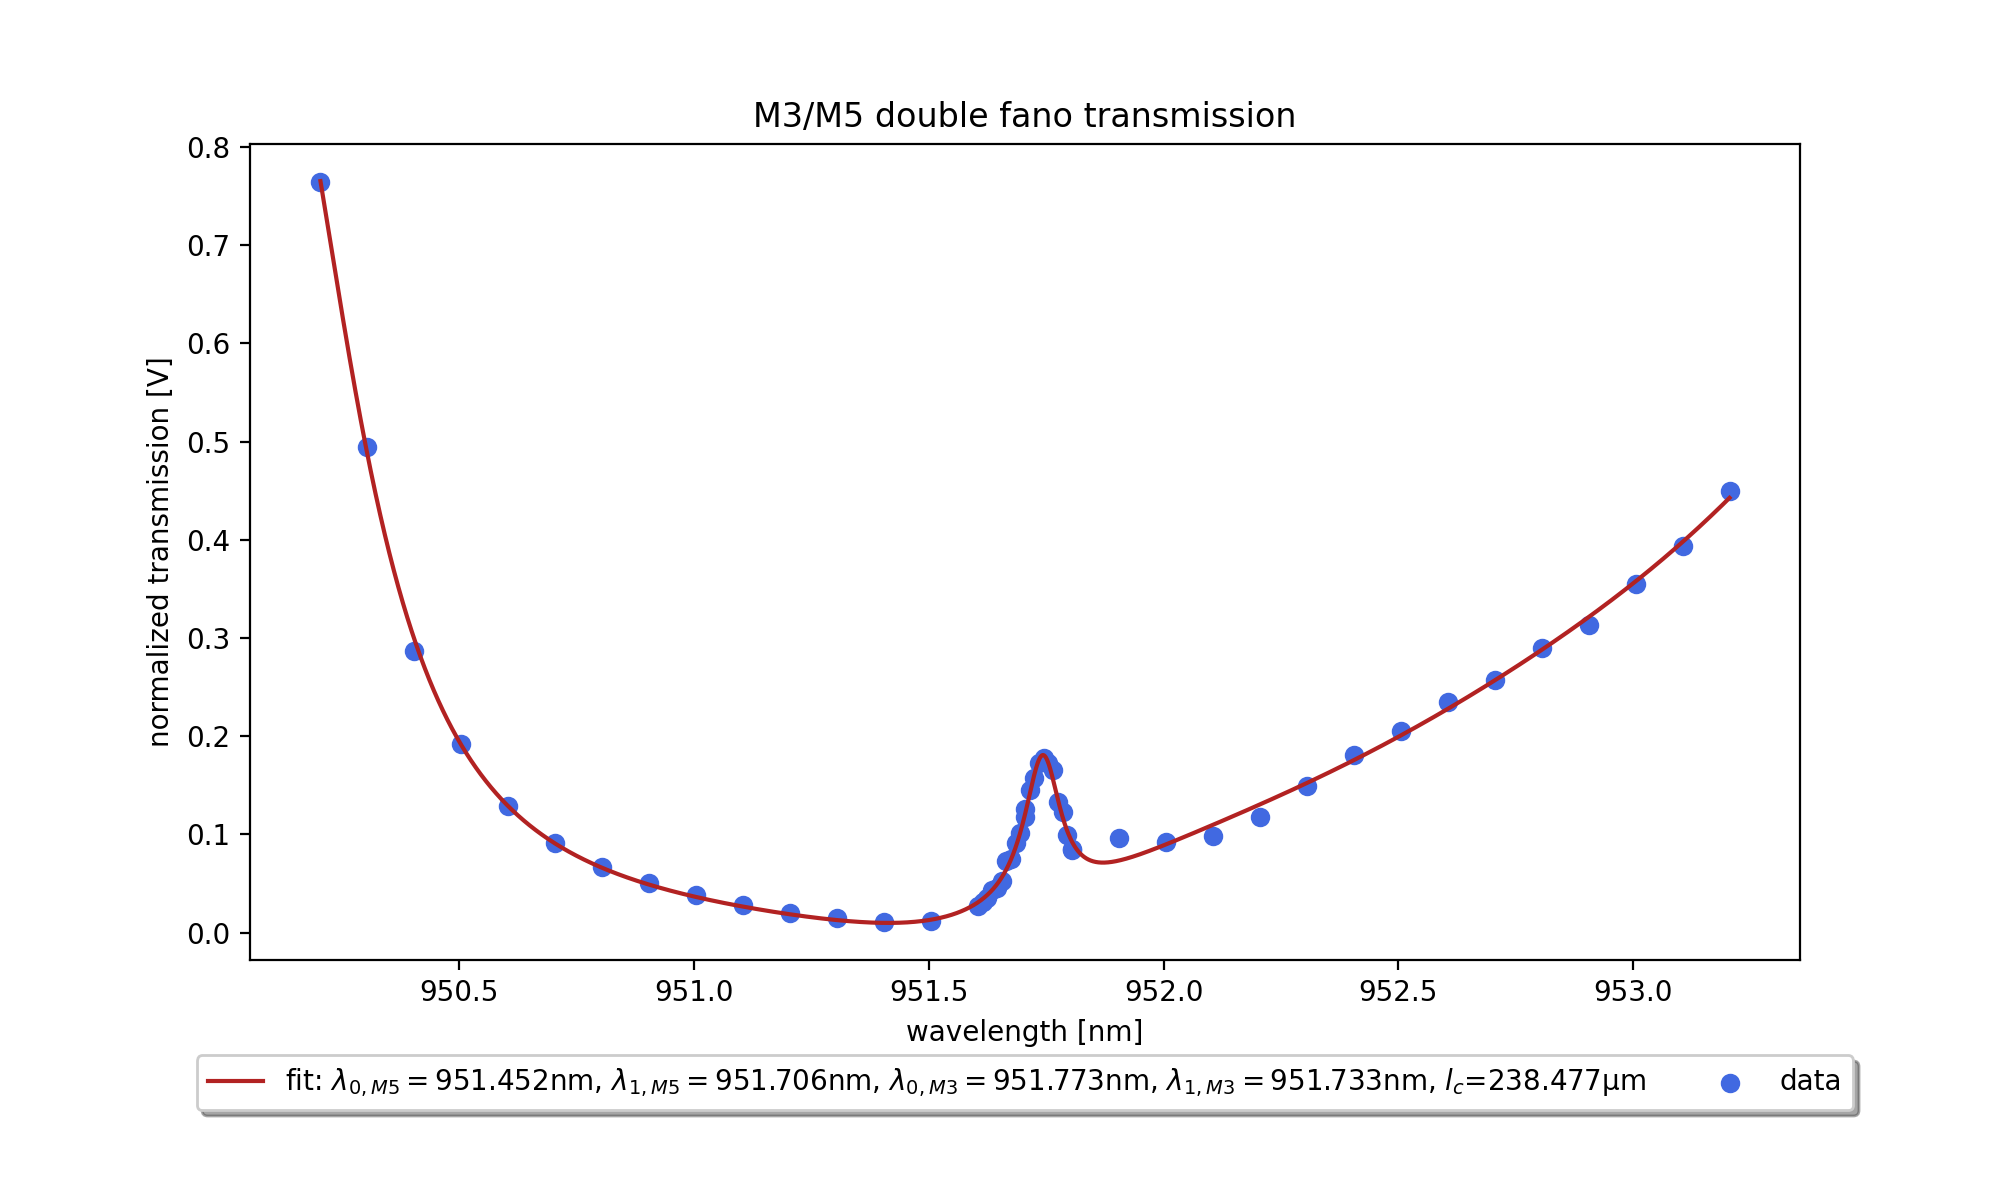 M3/M5 double fano transmission
0.8
0.7
0.6
0.5
0.4
0.3
0.2
0.1
0.0
normalized transmission [V]
950.5 951.0 951.5 952.0 952.5 953.0
wavelength [nm]
fit: λ₀,M5 = 951.452nm, λ₁,M5 = 951.706nm, λ₀,M3 = 951.773nm, λ₁,M3 = 951.733nm, l_c=238.477μm data